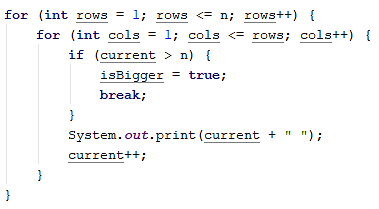 for (int rows = 1; rows <= n; rows++) {
    for (int cols = 1; cols <= rows; cols++) {
        if (current > n) {
            isBigger = true;
            break;
        }
        System.out.print(current + " ");
        current++;
    }
}